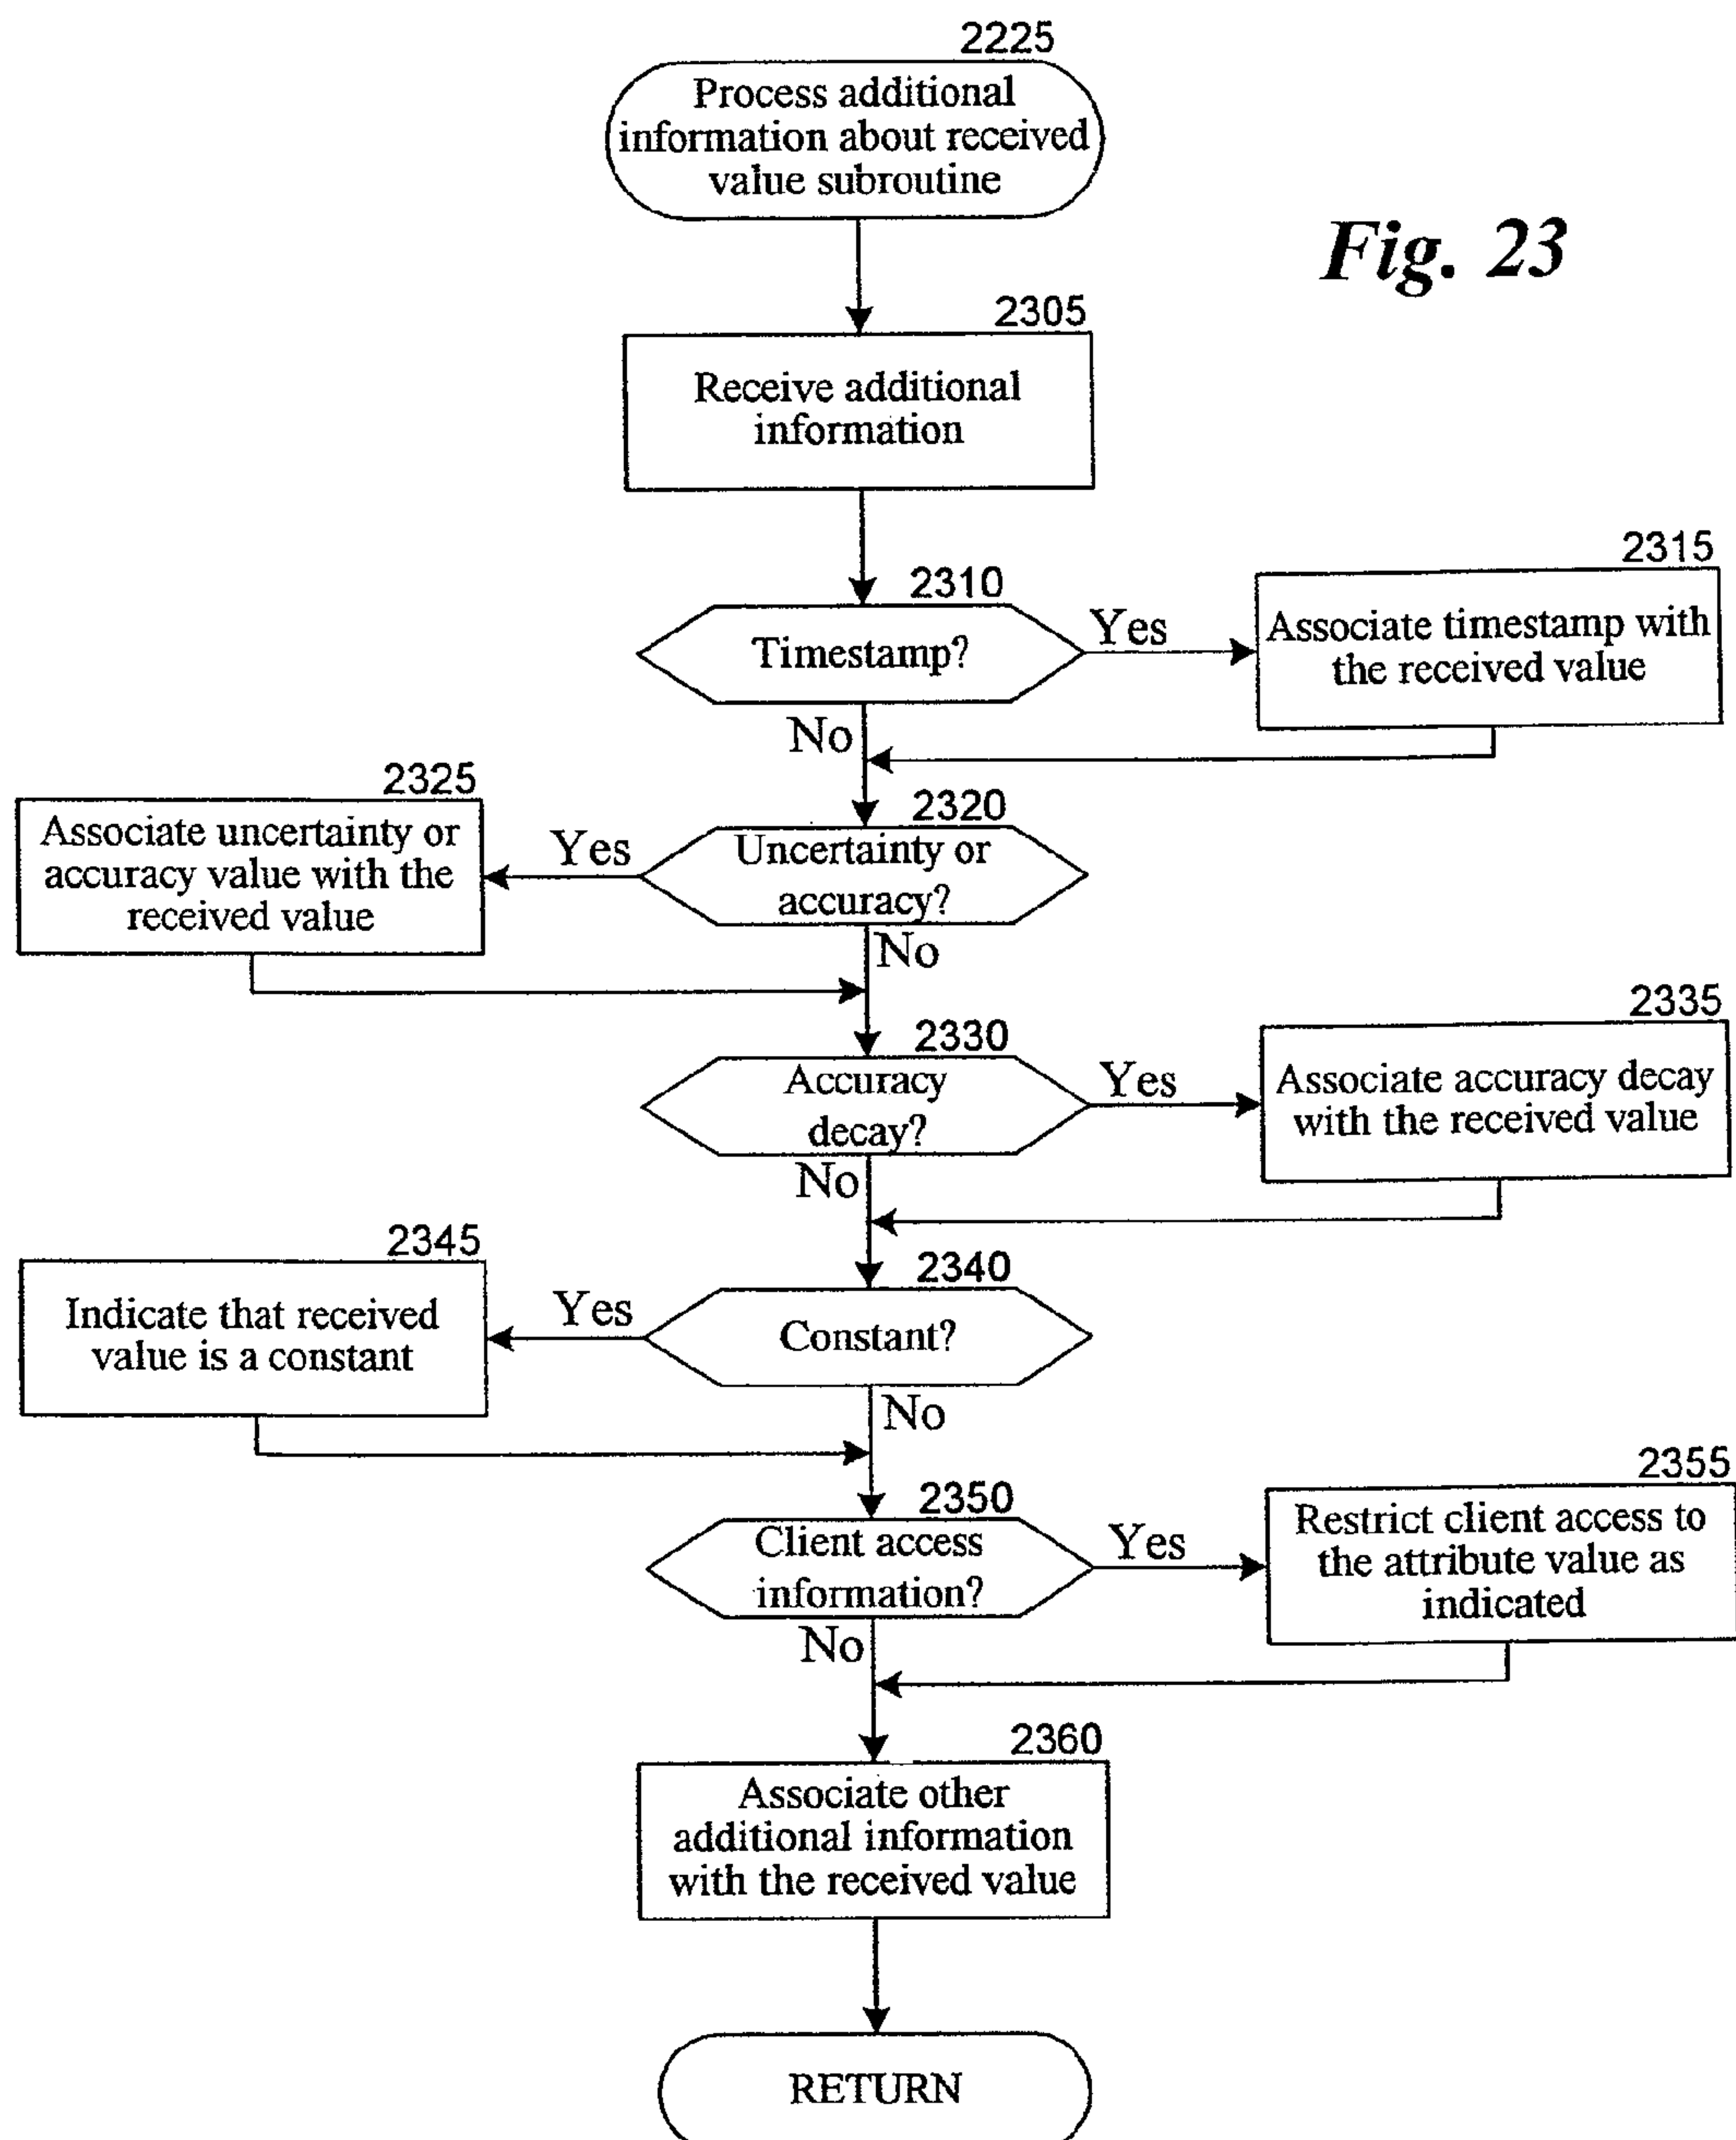 2225
Process additional
information about received
value subroutine
Fig. 23
2305
Receive additional
information
2310
Timestamp?
Yes
2315
Associate timestamp with
the received value
No
2320
Uncertainty or
accuracy?
Yes
2325
Associate uncertainty or
accuracy value with the
received value
No
2330
Accuracy
decay?
Yes
2335
Associate accuracy decay
with the received value
No
2340
Constant?
Yes
2345
Indicate that received
value is a constant
No
2350
Client access
information?
Yes
2355
Restrict client access to
the attribute value as
indicated
No
2360
Associate other
additional information
with the received value
RETURN